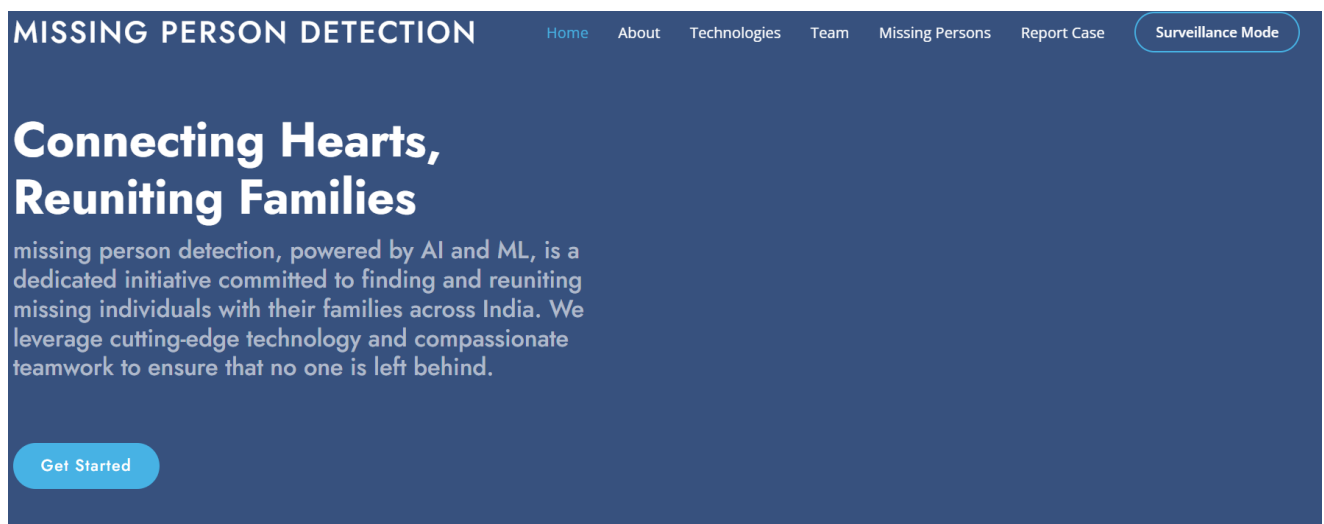 MISSING PERSON DETECTION
Home About Technologies Team Missing Persons Report Case Surveillance Mode
Connecting Hearts,
Reuniting Families
missing person detection, powered by AI and ML, is a
dedicated initiative committed to finding and reuniting
missing individuals with their families across India. We
leverage cutting-edge technology and compassionate
teamwork to ensure that no one is left behind.
Get Started